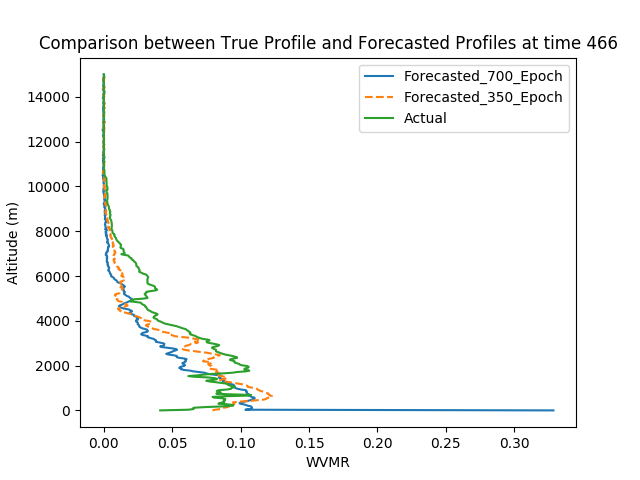 Comparison between True Profile and Forecasted Profiles at time 466
Forecasted_700_Epoch
Forecasted_350_Epoch
Actual
Altitude (m)
14000
12000
10000
8000
6000
4000
2000
0
0.00 0.05 0.10 0.15 0.20 0.25 0.30
WVMR